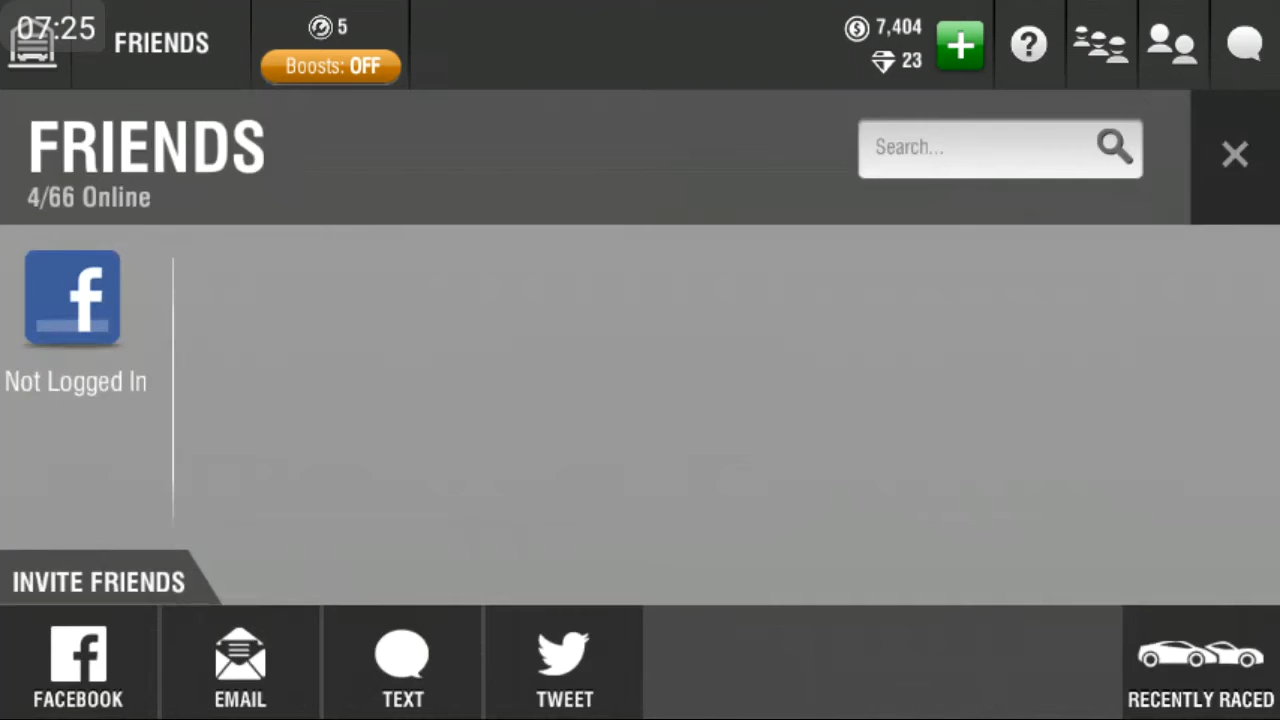 07:25
FRIENDS
5
Boosts: OFF
7,404
23
FRIENDS
4/66 Online
Search...
Not Logged In
INVITE FRIENDS
FACEBOOK
EMAIL
TEXT
TWEET
RECENTLY RACED